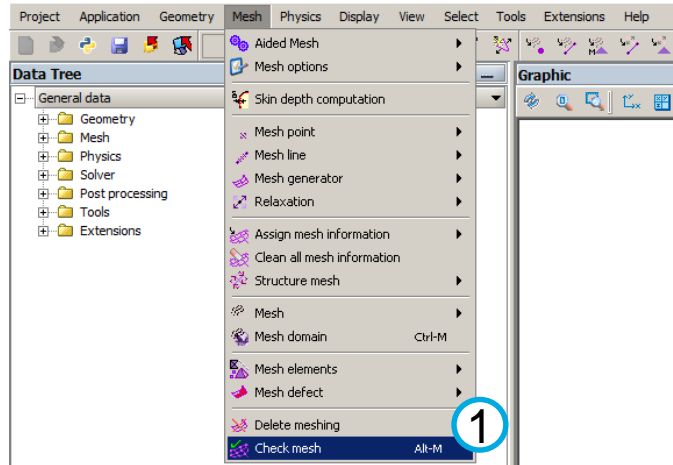 Project Application Geometry Mesh Physics Display View Select Tools Extensions Help
Data Tree
General data
Geometry
Mesh
Physics
Solver
Post processing
Tools
Extensions
Aided Mesh
Mesh options
Skin depth computation
Mesh point
Mesh line
Mesh generator
Relaxation
Assign mesh information
Clean all mesh information
Structure mesh
Mesh
Mesh domain Ctrl-M
Mesh elements
Mesh defect
Delete meshing
Check mesh Alt-M
1
Graphic